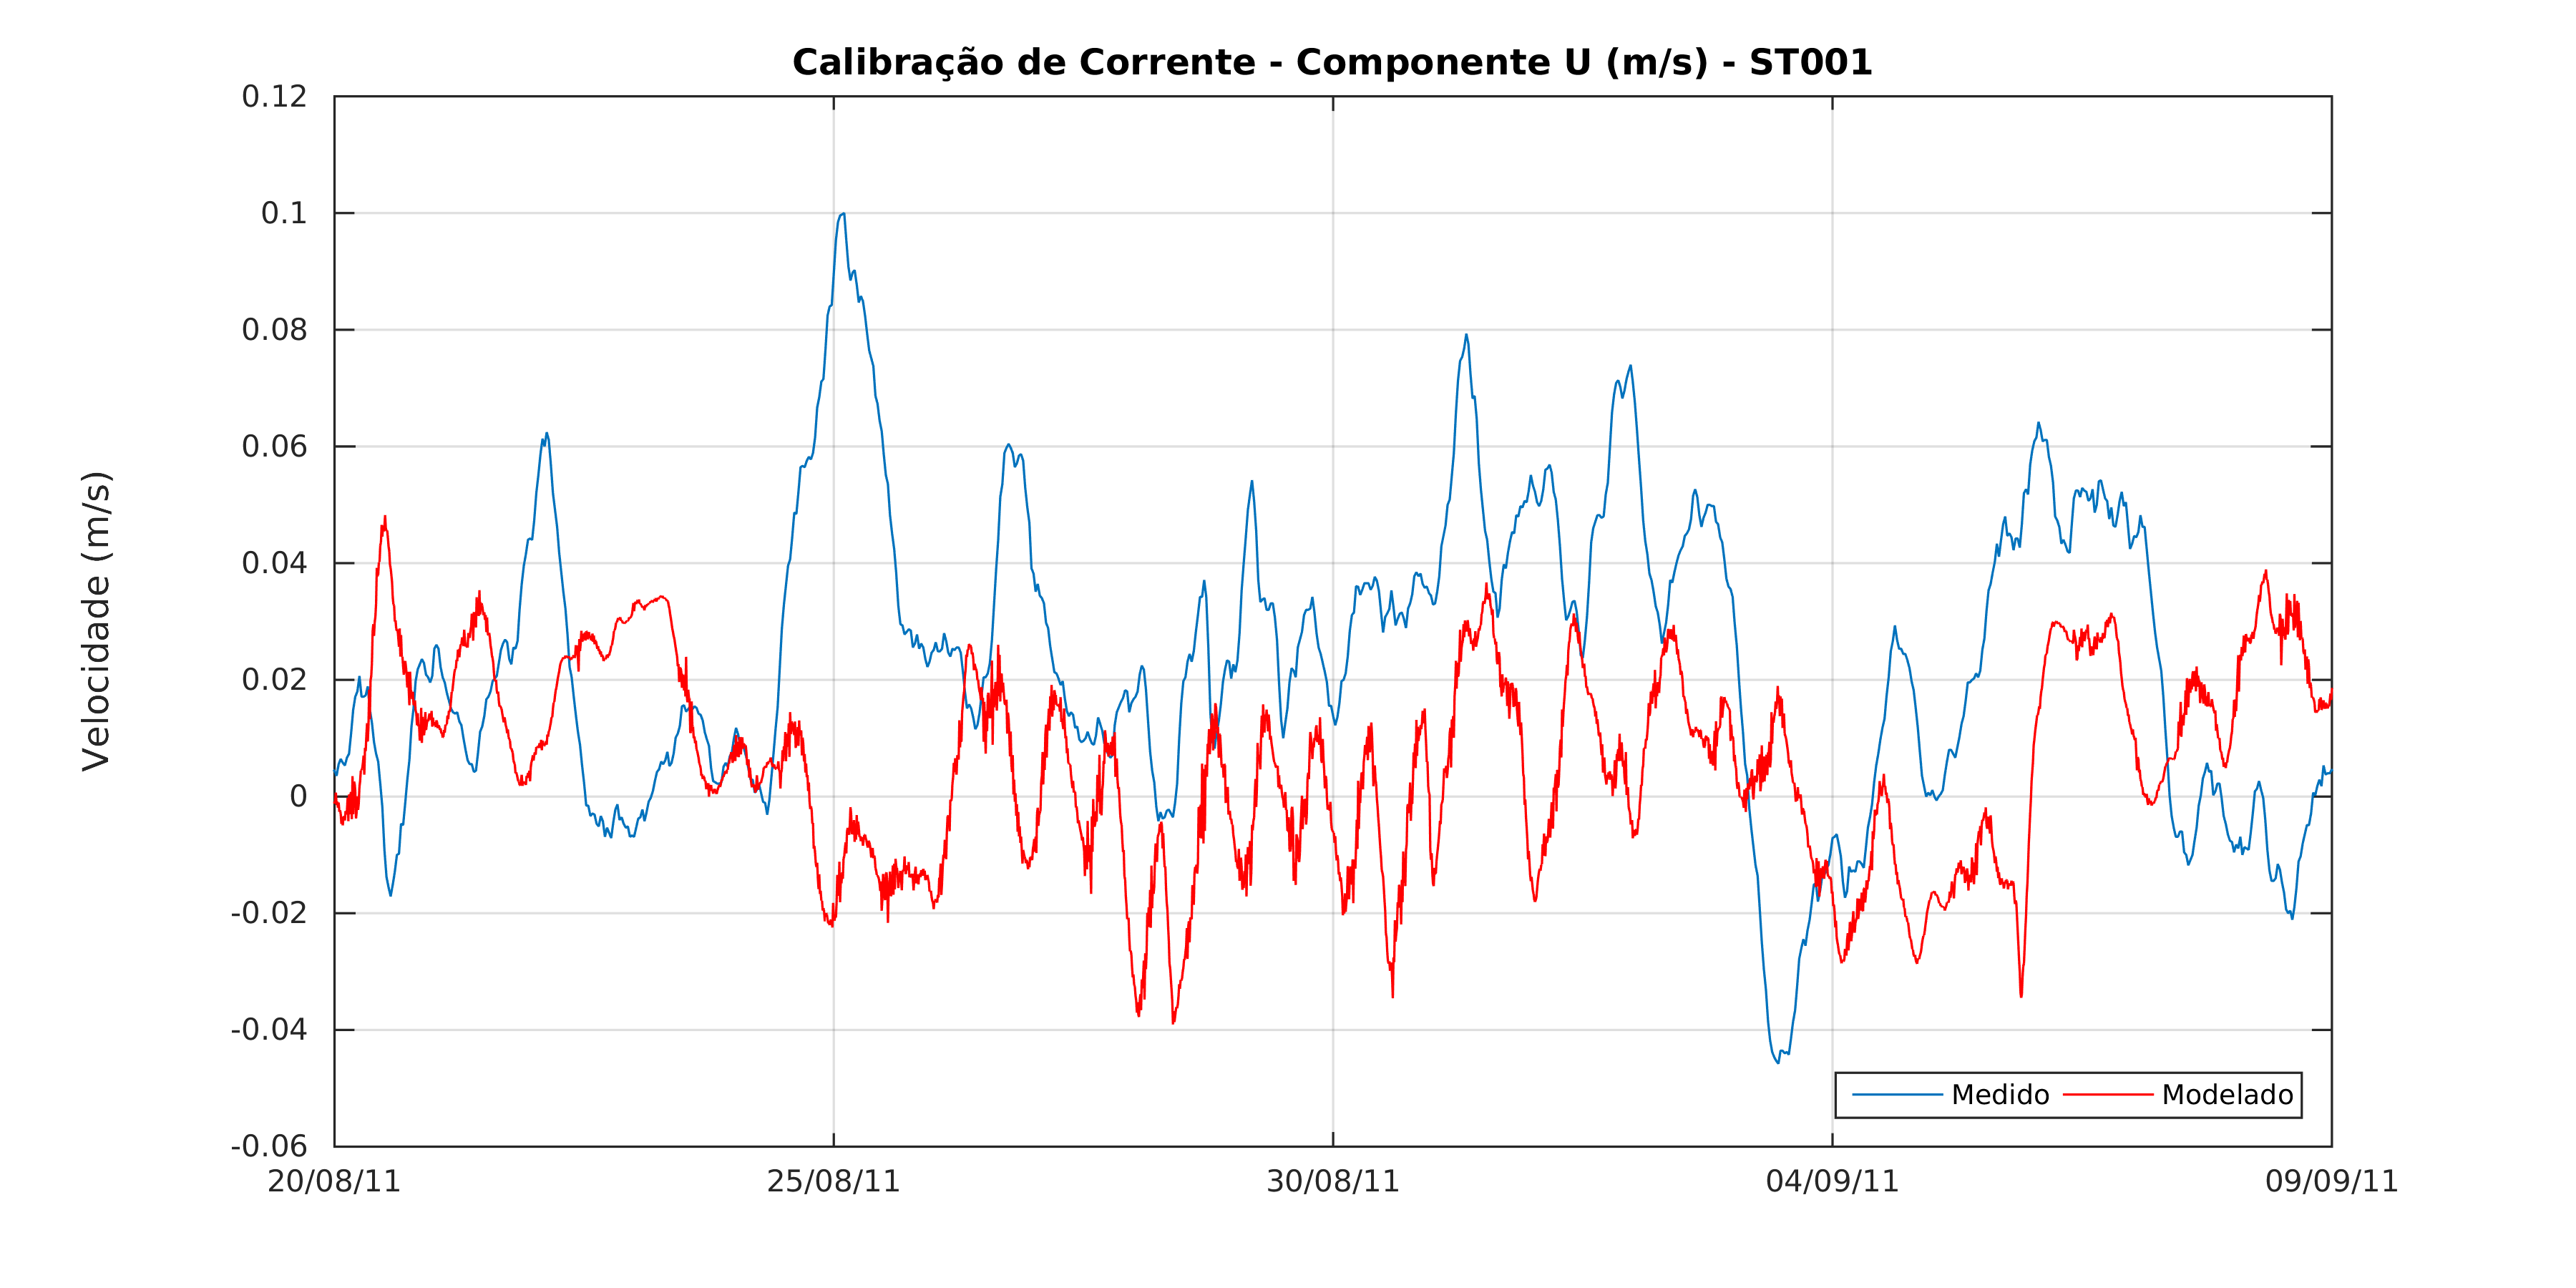 Calibração de Corrente - Componente U (m/s) - ST001
Velocidade (m/s)
0.12
0.1
0.08
0.06
0.04
0.02
0
-0.02
-0.04
-0.06
20/08/11 25/08/11 30/08/11 04/09/11 09/09/11
Medido Modelado